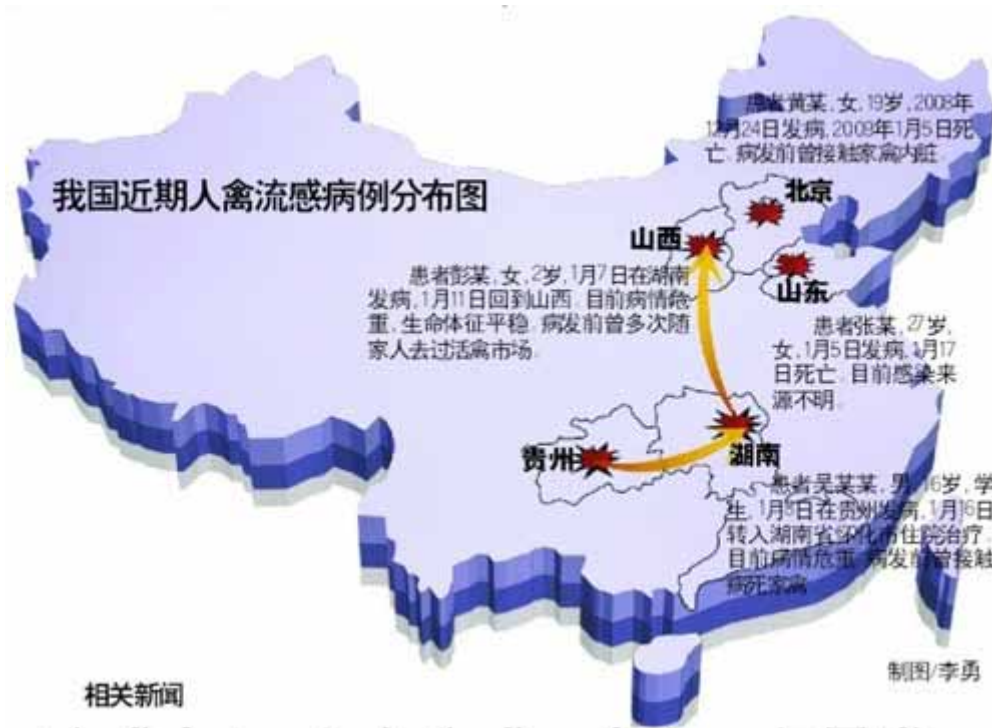 患者黄某,女,19岁,2008年
12月24日发病,2009年1月5日死
亡.病发前曾接触家禽内脏.
我国近期人禽流感病例分布图
北京
山西
山东
患者彭某,女,2岁,1月7日在湖南
发病,1月11日回到山西.目前病情危
重,生命体征平稳.病发前曾多次随
家人去过活禽市场.
患者张某,27岁,
女,1月5日发病,1月17
日死亡.目前感染来
源不明.
贵州
湖南
患者吴某某,男,16岁,学
生,1月8日在贵州发病,1月16日
转入湖南省怀化市住院治疗.
目前病情危重.病发前曾接触
病死家禽
制图/李勇
相关新闻